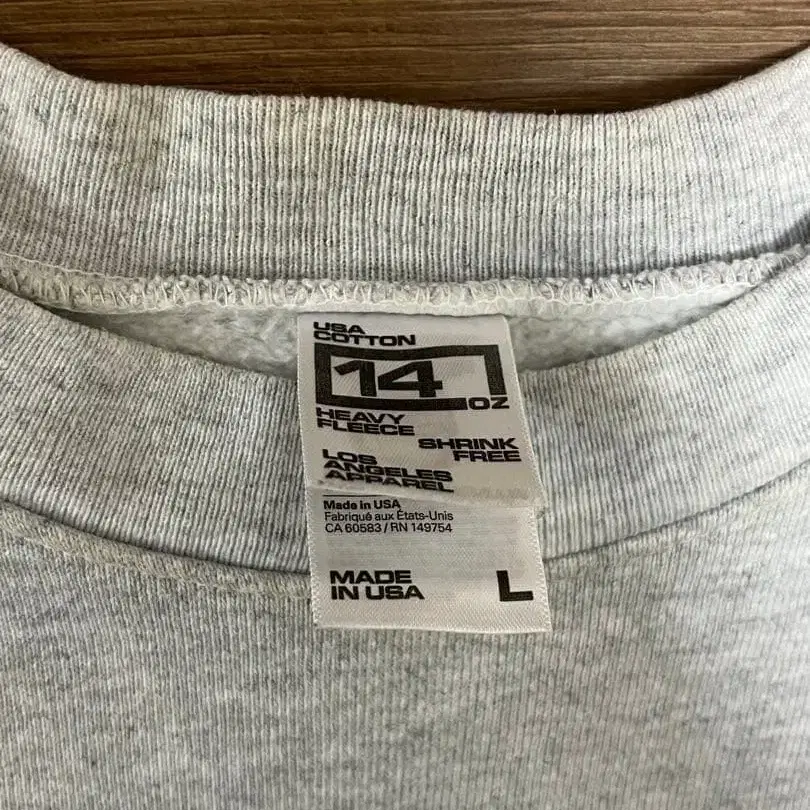 USA
COTTON
14
OZ
HEAVY
FLEECE
SHRINK
FREE
LOS
ANGELES
APPAREL
Made in USA
Fabriqué aux États-Unis
CA 60583 / RN 149754
MADE
IN USA
L